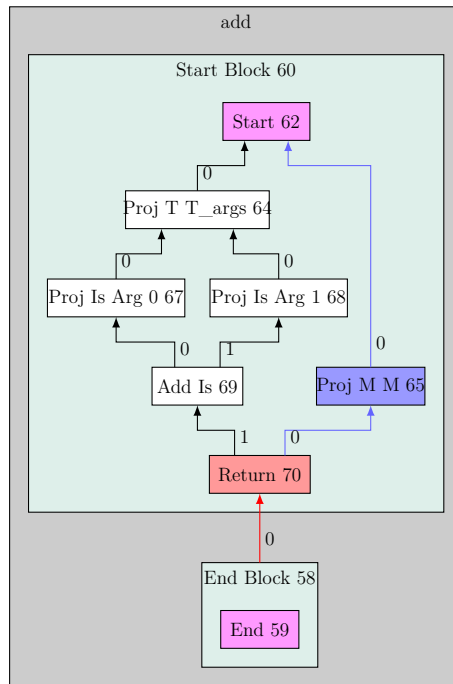 add
Start Block 60
Start 62
0
Proj T T_args 64
0
0
Proj Is Arg 0 67
Proj Is Arg 1 68
0
1
0
Add Is 69
Proj M M 65
1
0
Return 70
0
End Block 58
End 59